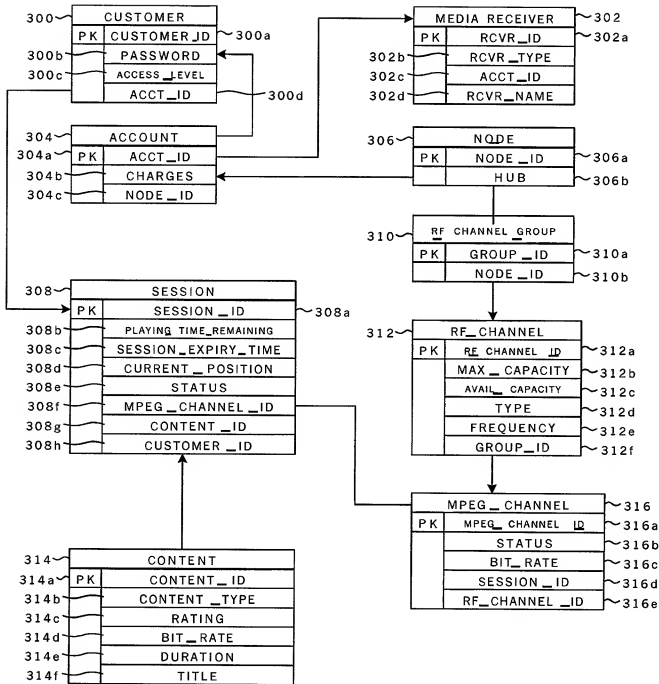 300 CUSTOMER
PK CUSTOMER_ID 300a
300b PASSWORD
300c ACCESS_LEVEL
ACCT_ID 300d
MEDIA RECEIVER 302
PK RCVR_ID 302a
302b RCVR_TYPE
302c ACCT_ID
302d RCVR_NAME
304 ACCOUNT
304a PK ACCT_ID
304b CHARGES
304c NODE_ID
306 NODE
PK NODE_ID 306a
HUB 306b
310 RF CHANNEL_GROUP
PK GROUP_ID 310a
NODE_ID 310b
308 SESSION
PK SESSION_ID 308a
308b PLAYING TIME_REMAINING
308c SESSION_EXPIRY_TIME
308d CURRENT_POSITION
308e STATUS
308f MPEG_CHANNEL_ID
308g CONTENT_ID
308h CUSTOMER_ID
312 RF_CHANNEL
PK RF CHANNEL ID 312a
MAX_CAPACITY 312b
AVAIL_CAPACITY 312c
TYPE 312d
FREQUENCY 312e
GROUP_ID 312f
MPEG_CHANNEL 316
PK MPEG_CHANNEL ID 316a
STATUS 316b
BIT_RATE 316c
SESSION_ID 316d
RF_CHANNEL_ID 316e
314 CONTENT
314a PK CONTENT_ID
314b CONTENT_TYPE
314c RATING
314d BIT_RATE
314e DURATION
314f TITLE